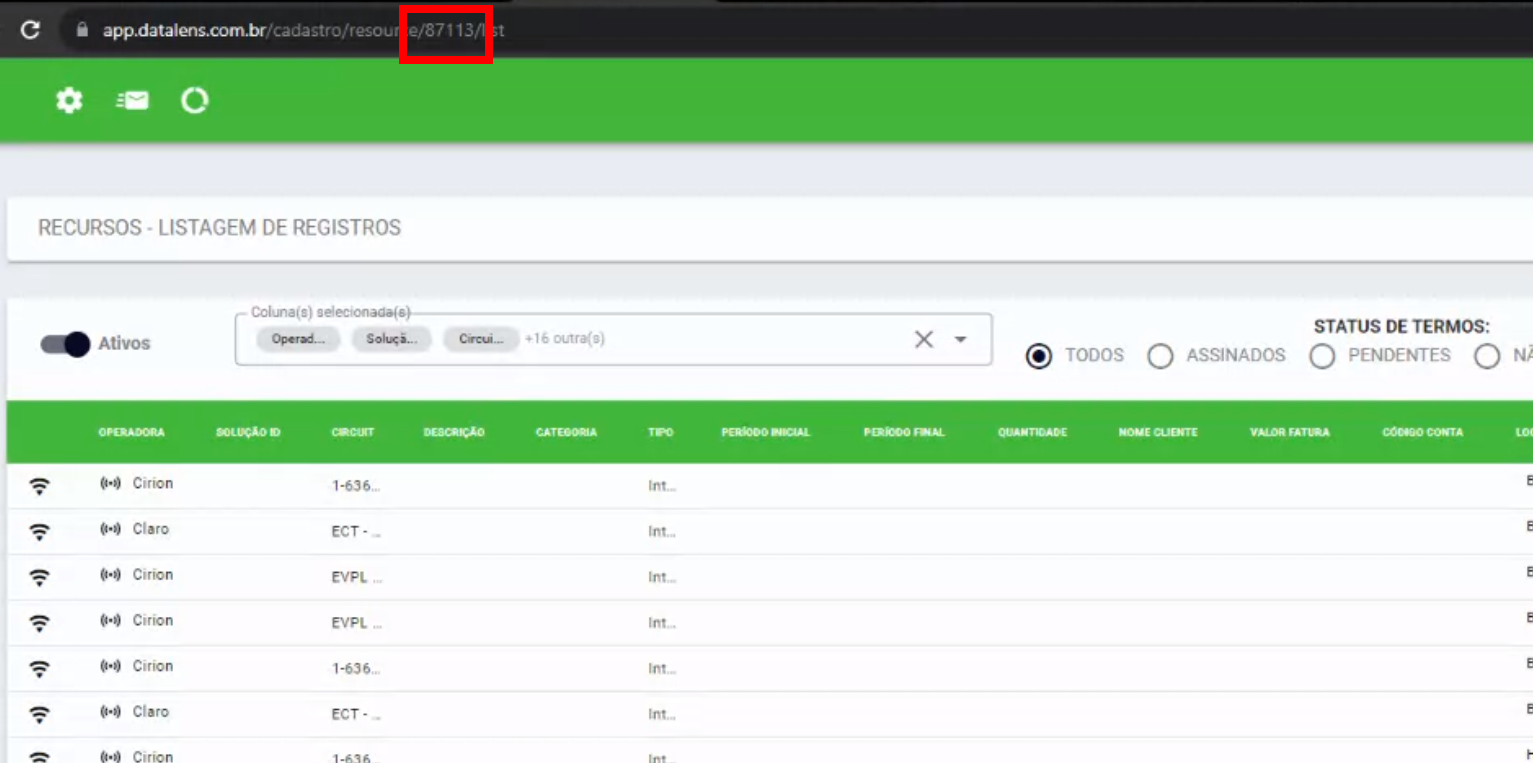 app.datalens.com.br/cadastro/resource/87113/list
RECURSOS - LISTAGEM DE REGISTROS
Coluna(s) selecionada(s)
Ativos Operad... Soluçã... Circui... +16 outra(s)
STATUS DE TERMOS:
TODOS ASSINADOS PENDENTES
OPERADORA SOLUÇÃO ID CIRCUIT DESCRIÇÃO CATEGORIA TIPO PERÍODO INICIAL PERÍODO FINAL QUANTIDADE NOME CLIENTE VALOR FATURA CÓDIGO CONTA
Cirion 1-636... Int...
Claro ECT - ... Int...
Cirion EVPL ... Int...
Cirion EVPL ... Int...
Cirion 1-636... Int...
Claro ECT - ... Int...
Cirion 1-636... Int...